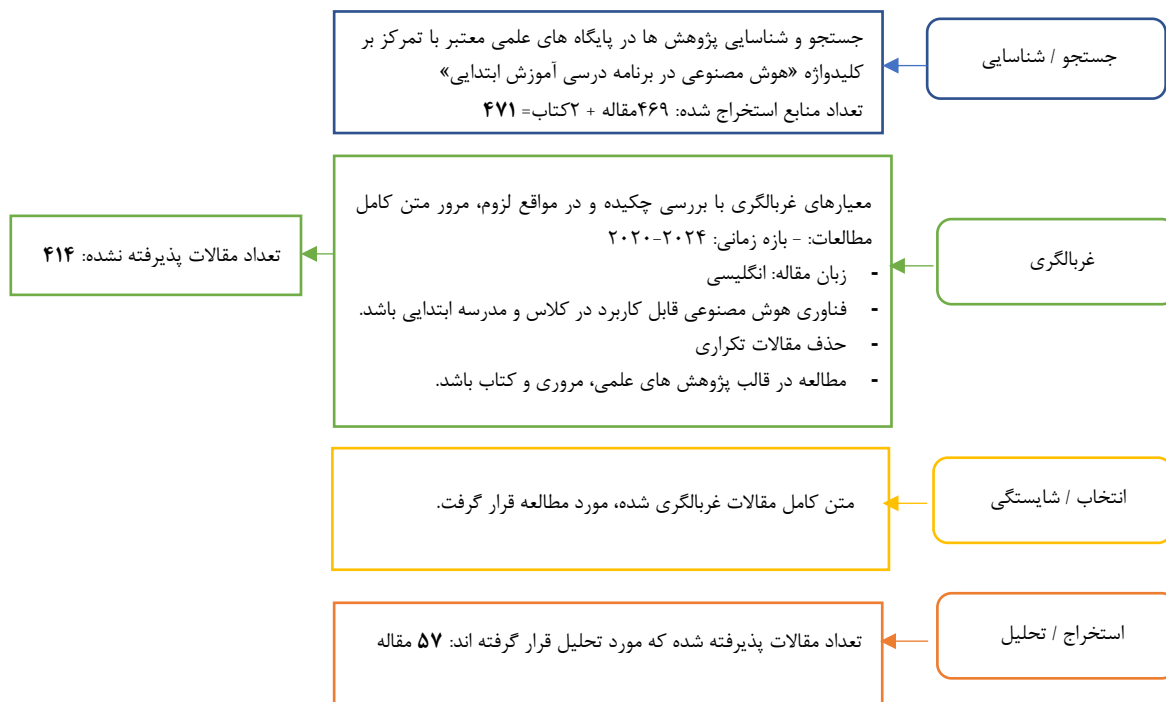 جستجو / شناسایی
جستجو و شناسایی پژوهش ها در پایگاه های علمی معتبر با تمرکز بر
کلیدواژه «هوش مصنوعی در برنامه درسی آموزش ابتدایی»
تعداد منابع استخراج شده: ۴۶۹مقاله + ۲کتاب= ۴۷۱
غربالگری
معیارهای غربالگری با بررسی چکیده و در مواقع لزوم، مرور متن کامل
مطالعات: - بازه زمانی: ۲۰۲۴-۲۰۲۰
- زبان مقاله: انگلیسی
- فناوری هوش مصنوعی قابل کاربرد در کلاس و مدرسه ابتدایی باشد.
- حذف مقالات تکراری
- مطالعه در قالب پژوهش های علمی، مروری و کتاب باشد.
تعداد مقالات پذیرفته نشده: ۴۱۴
انتخاب / شایستگی
متن کامل مقالات غربالگری شده، مورد مطالعه قرار گرفت.
استخراج / تحلیل
تعداد مقالات پذیرفته شده که مورد تحلیل قرار گرفته اند: ۵۷ مقاله